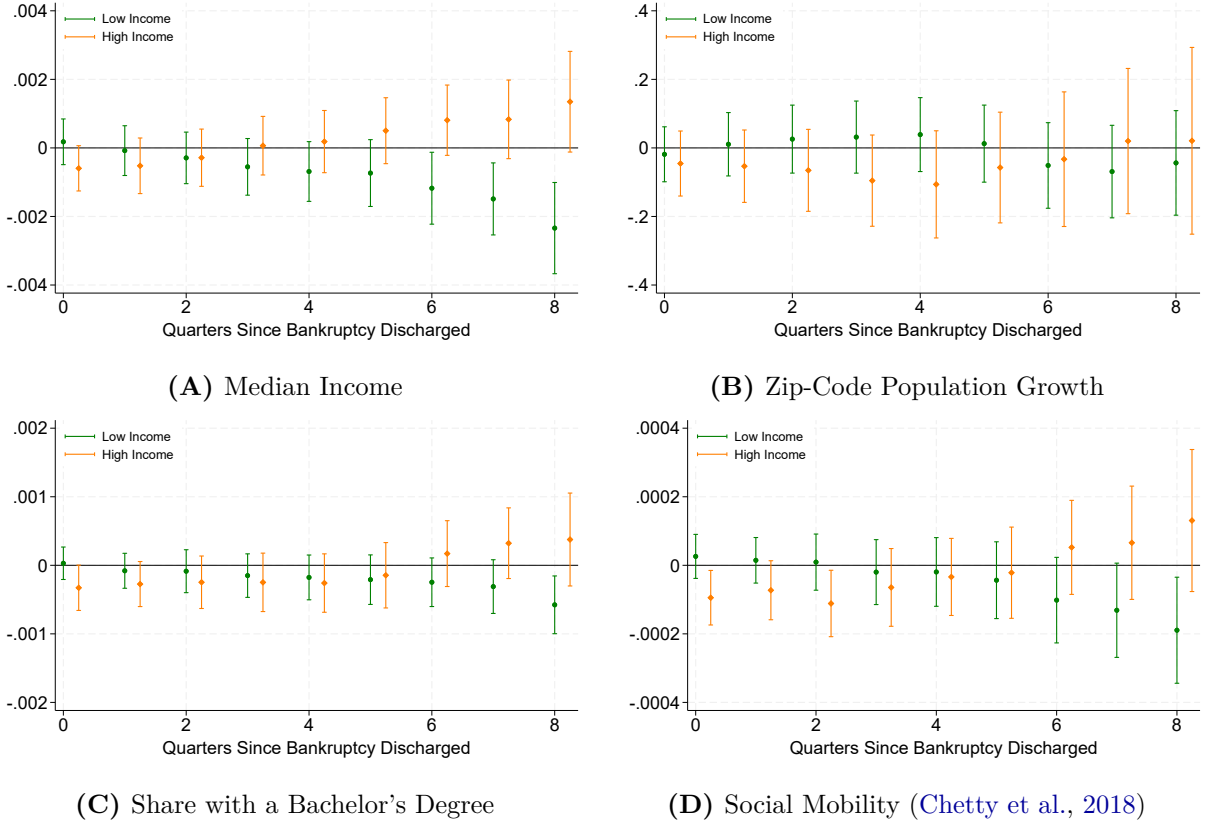 .004
.002
0
-.002
-.004
Low Income
High Income
0 2 4 6 8
Quarters Since Bankruptcy Discharged
(A) Median Income
.4
.2
0
-.2
-.4
Low Income
High Income
0 2 4 6 8
Quarters Since Bankruptcy Discharged
(B) Zip-Code Population Growth
.002
.001
0
-.001
-.002
Low Income
High Income
0 2 4 6 8
Quarters Since Bankruptcy Discharged
(C) Share with a Bachelor's Degree
.0004
.0002
0
-.0002
-.0004
Low Income
High Income
0 2 4 6 8
Quarters Since Bankruptcy Discharged
(D) Social Mobility (Chetty et al., 2018)